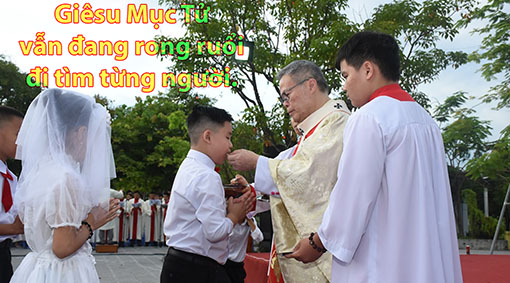 Giêsu Mục Tử
vẫn đang rong ruổi
đi tìm từng người.